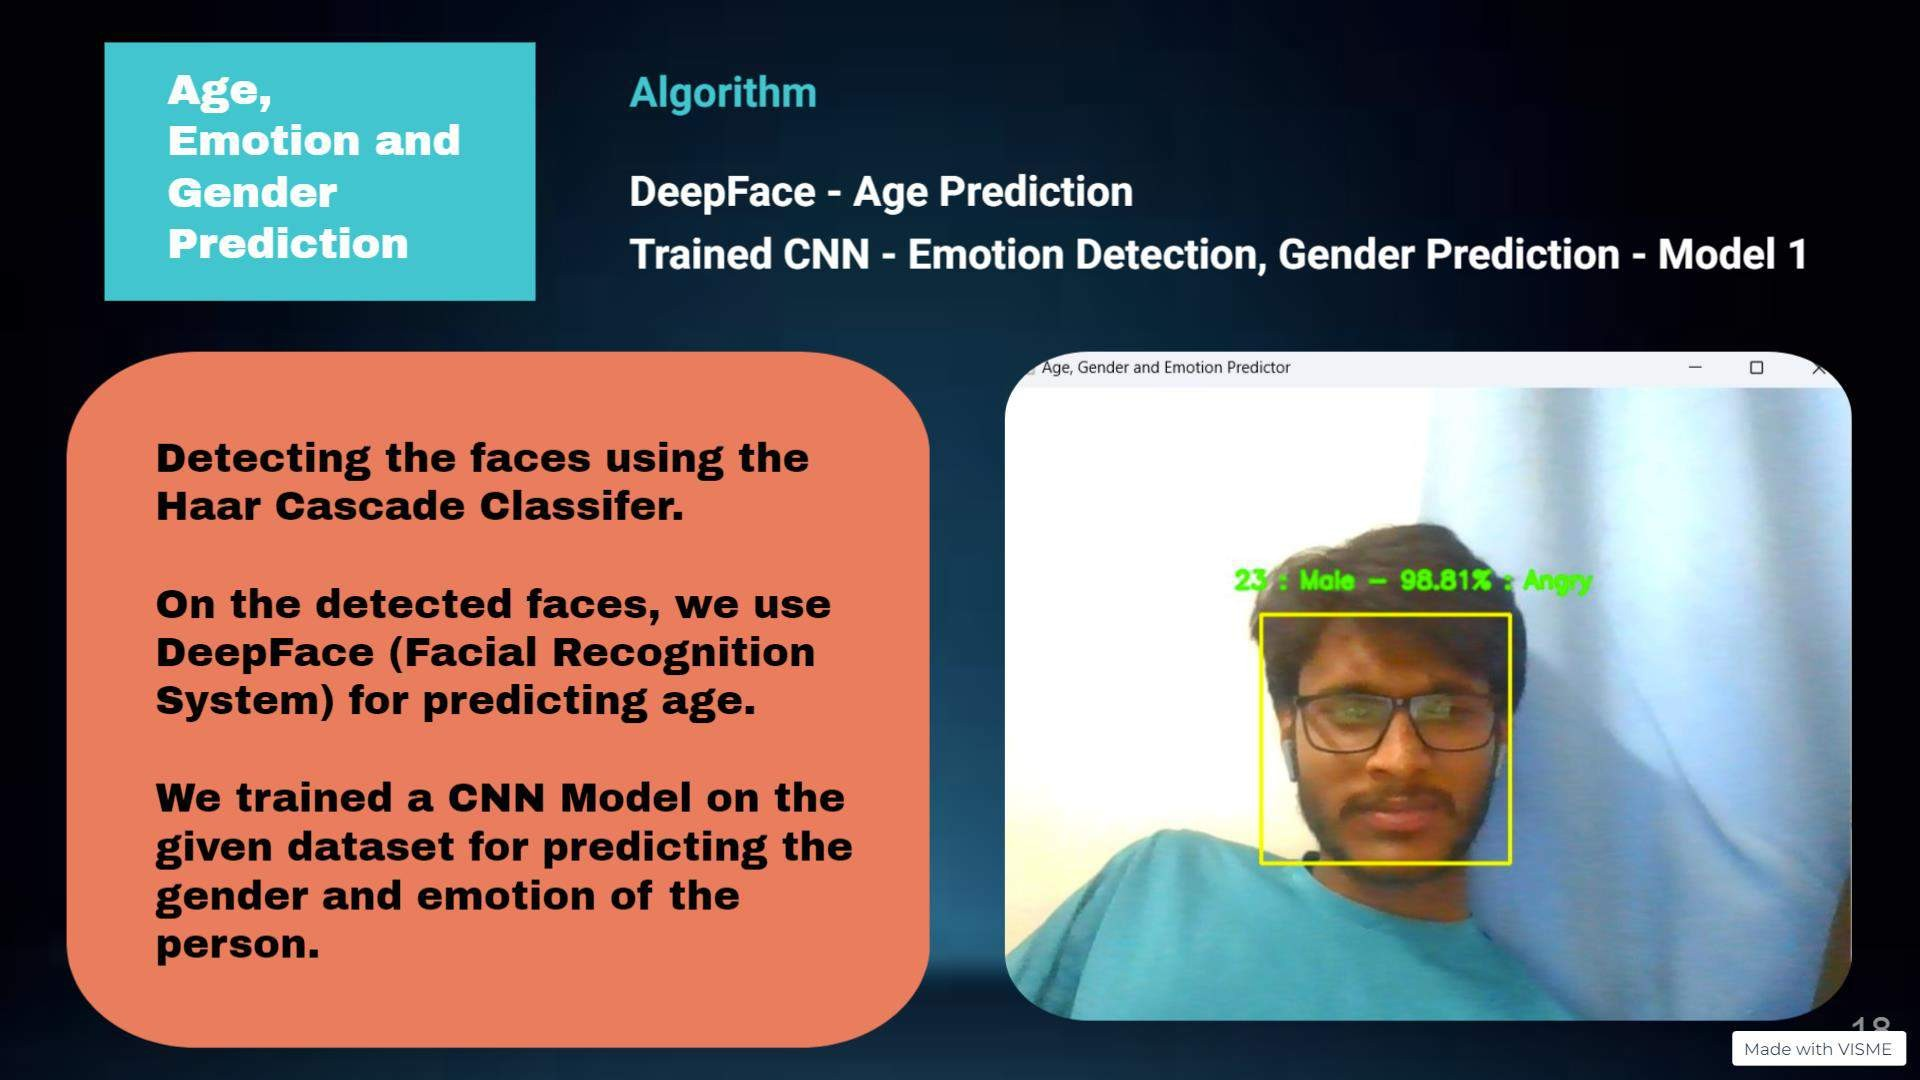 Age,
Emotion and
Gender
Prediction
Algorithm
DeepFace - Age Prediction
Trained CNN - Emotion Detection, Gender Prediction - Model 1
Detecting the faces using the
Haar Cascade Classifer.
On the detected faces, we use
DeepFace (Facial Recognition
System) for predicting age.
We trained a CNN Model on the
given dataset for predicting the
gender and emotion of the
person.
Age, Gender and Emotion Predictor
23 : Male - 98.81% : Angry
18
Made with VISME